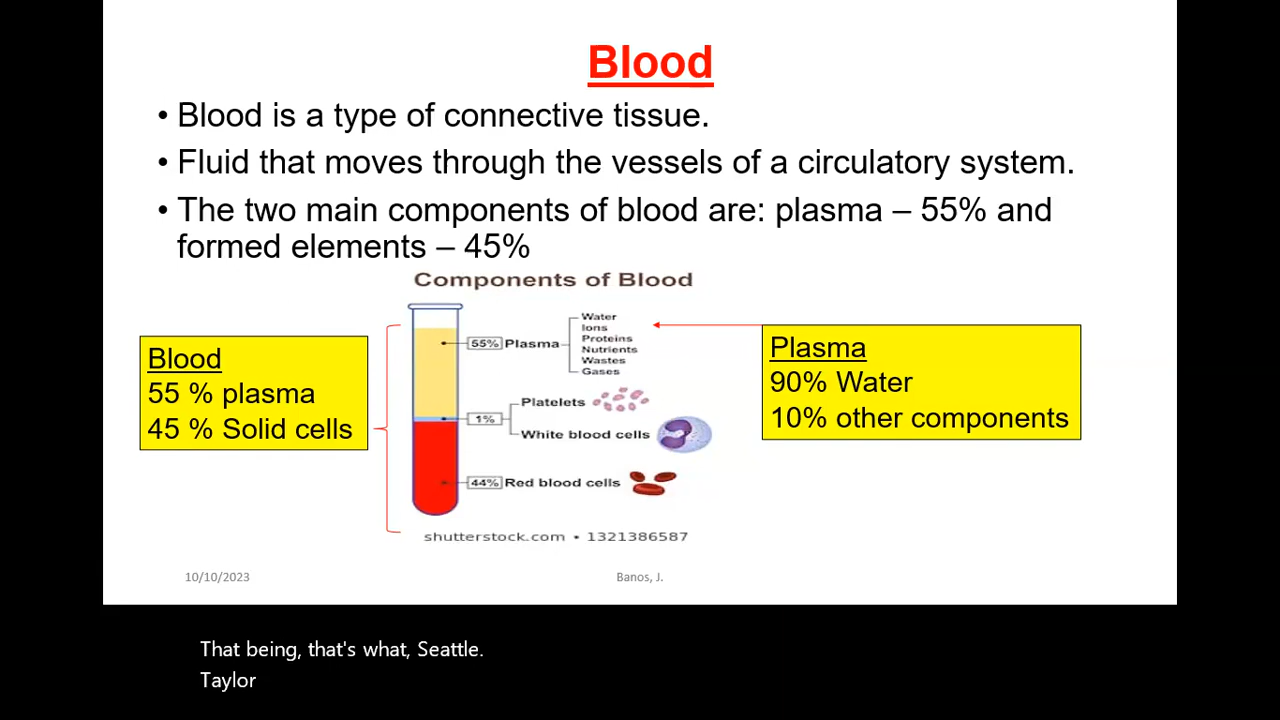 Blood
• Blood is a type of connective tissue.
• Fluid that moves through the vessels of a circulatory system.
• The two main components of blood are: plasma – 55% and
formed elements – 45%
Components of Blood
Blood
55 % plasma
45 % Solid cells
55% Plasma
Water
Ions
Proteins
Nutrients
Wastes
Gases
1%
Platelets
White blood cells
44% Red blood cells
shutterstock.com • 1321386587
Plasma
90% Water
10% other components
10/10/2023
Banos, J.
That being, that's what, Seattle.
Taylor